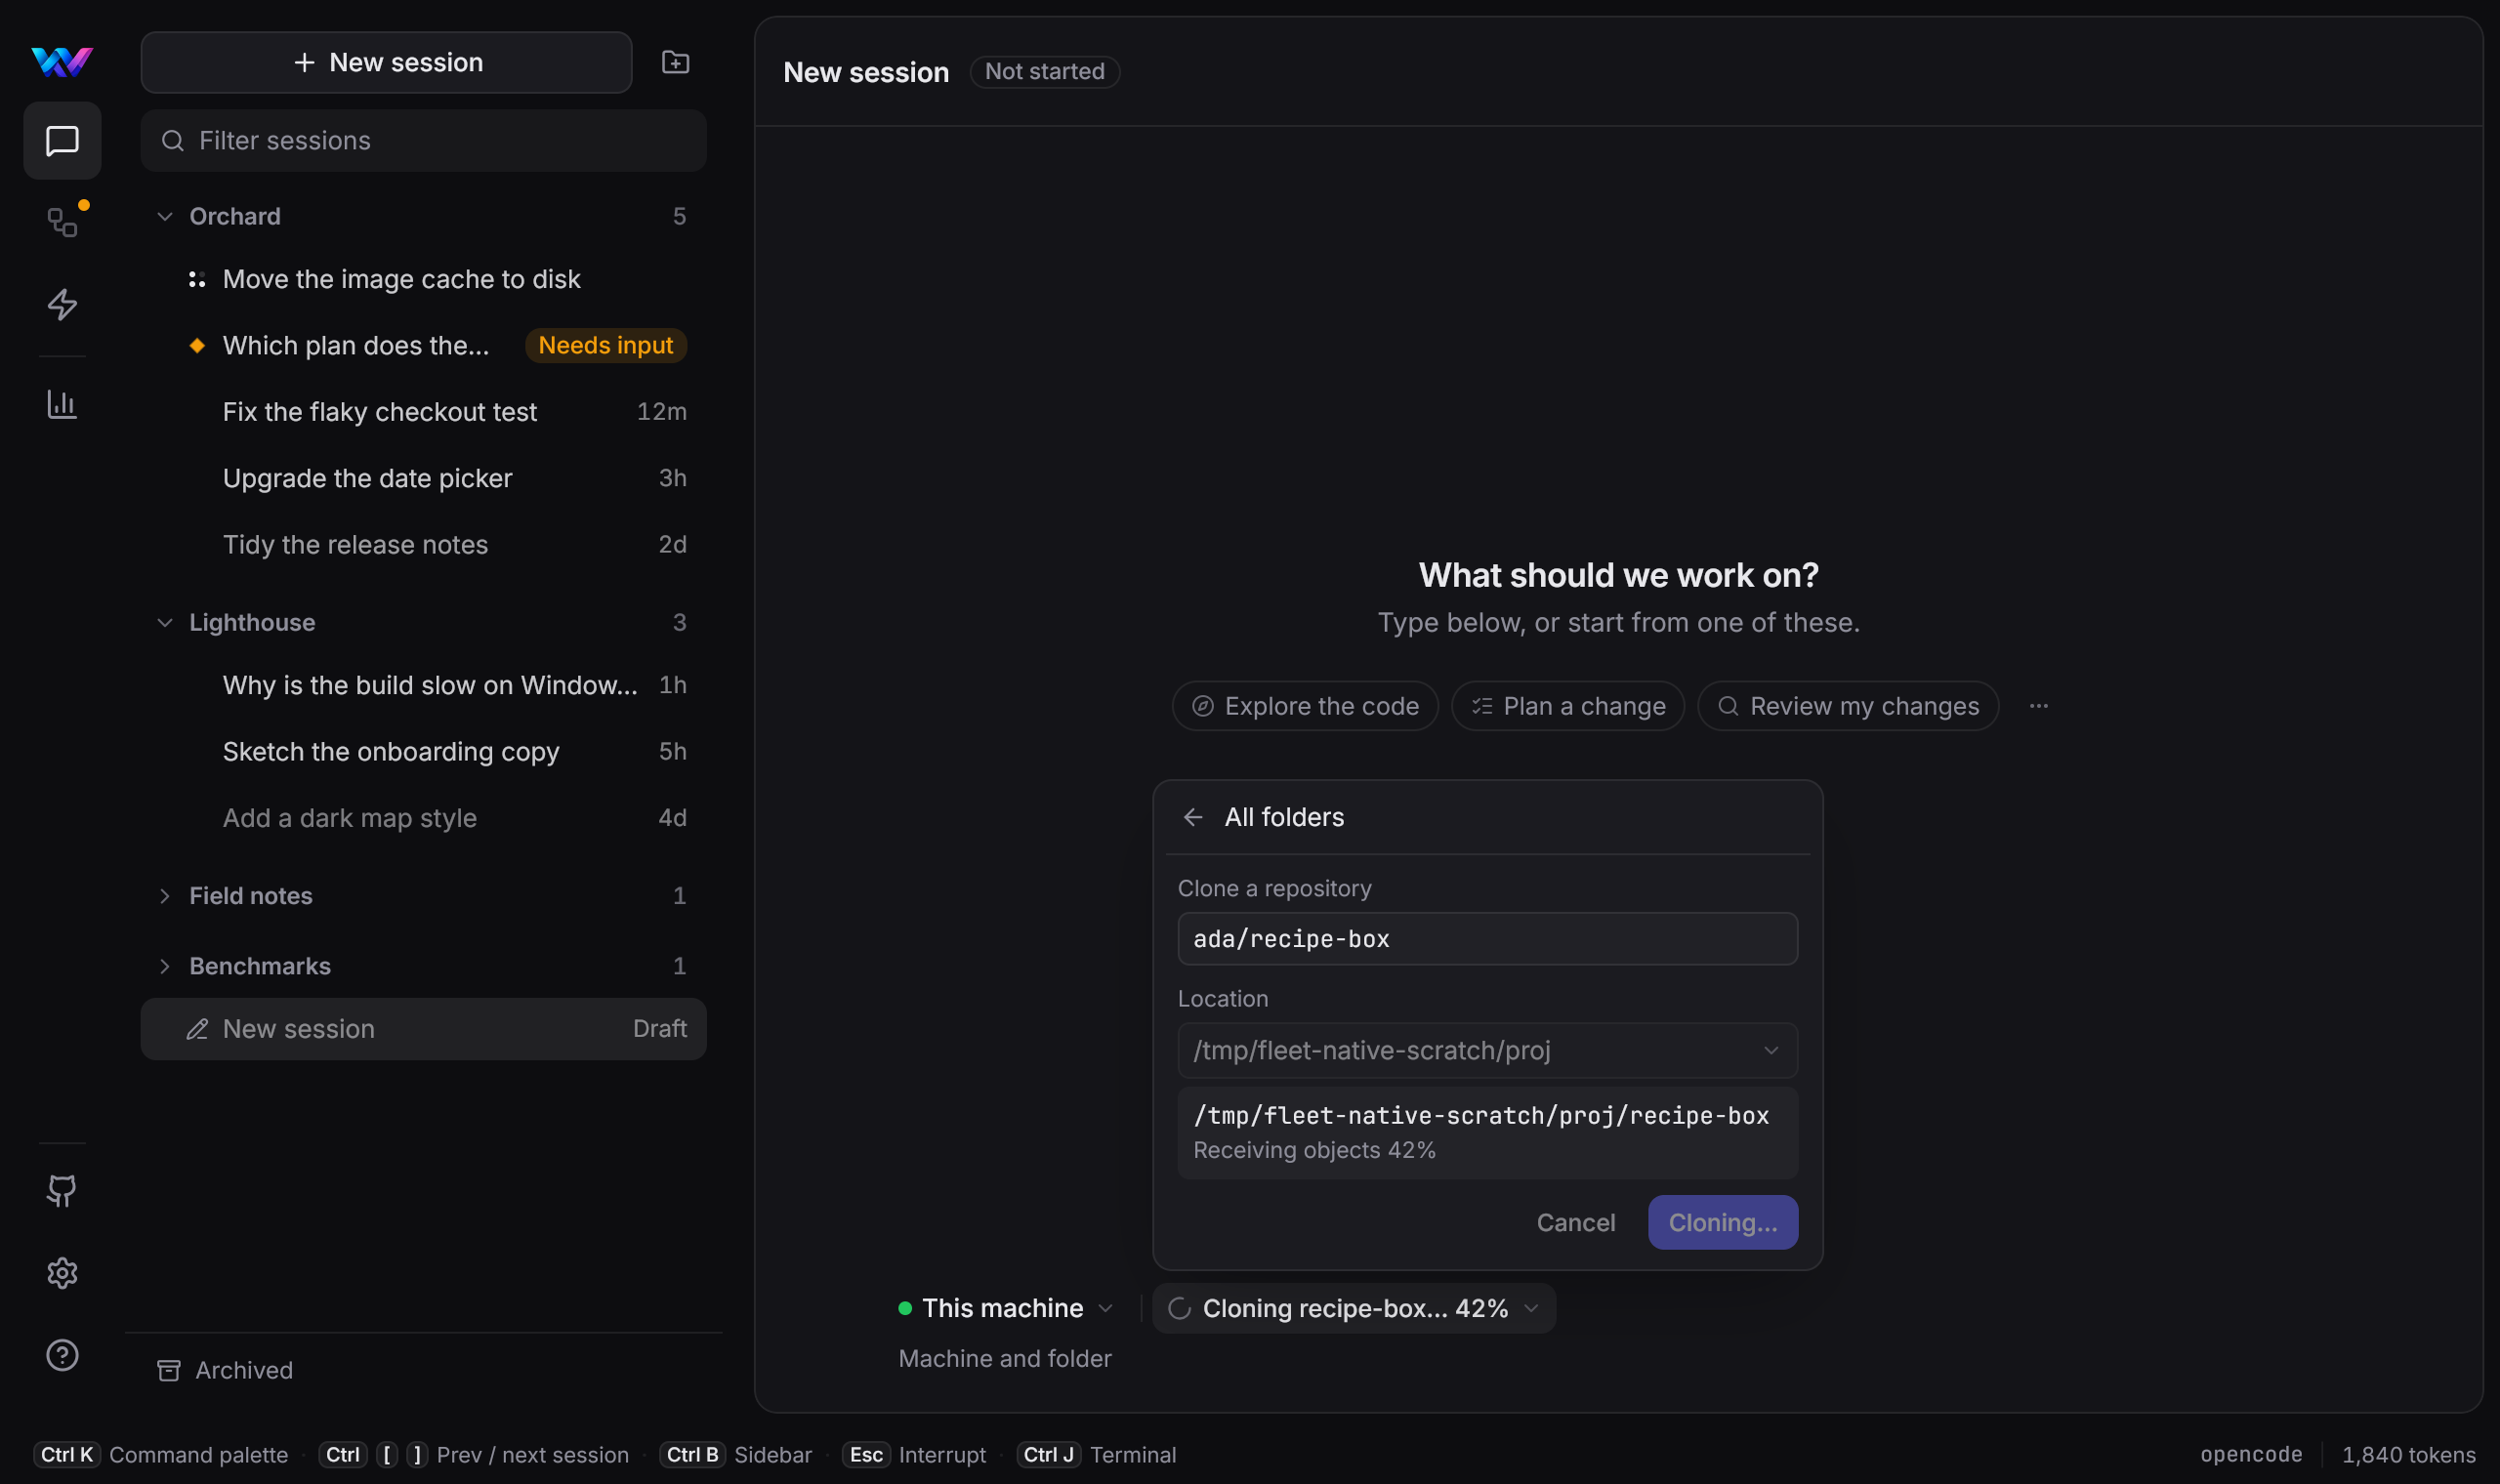 New session
Filter sessions
Orchard 5
Move the image cache to disk
Which plan does the... Needs input
Fix the flaky checkout test 12m
Upgrade the date picker 3h
Tidy the release notes 2d
Lighthouse 3
Why is the build slow on Window... 1h
Sketch the onboarding copy 5h
Add a dark map style 4d
Field notes 1
Benchmarks 1
New session Draft
Archived
New session Not started
What should we work on?
Type below, or start from one of these.
Explore the code Plan a change Review my changes
All folders
Clone a repository
ada/recipe-box
Location
/tmp/fleet-native-scratch/proj
/tmp/fleet-native-scratch/proj/recipe-box
Receiving objects 42%
Cancel Cloning...
This machine Cloning recipe-box... 42%
Machine and folder
Ctrl K Command palette · Ctrl [ ] Prev / next session · Ctrl B Sidebar · Esc Interrupt · Ctrl J Terminal opencode 1,840 tokens